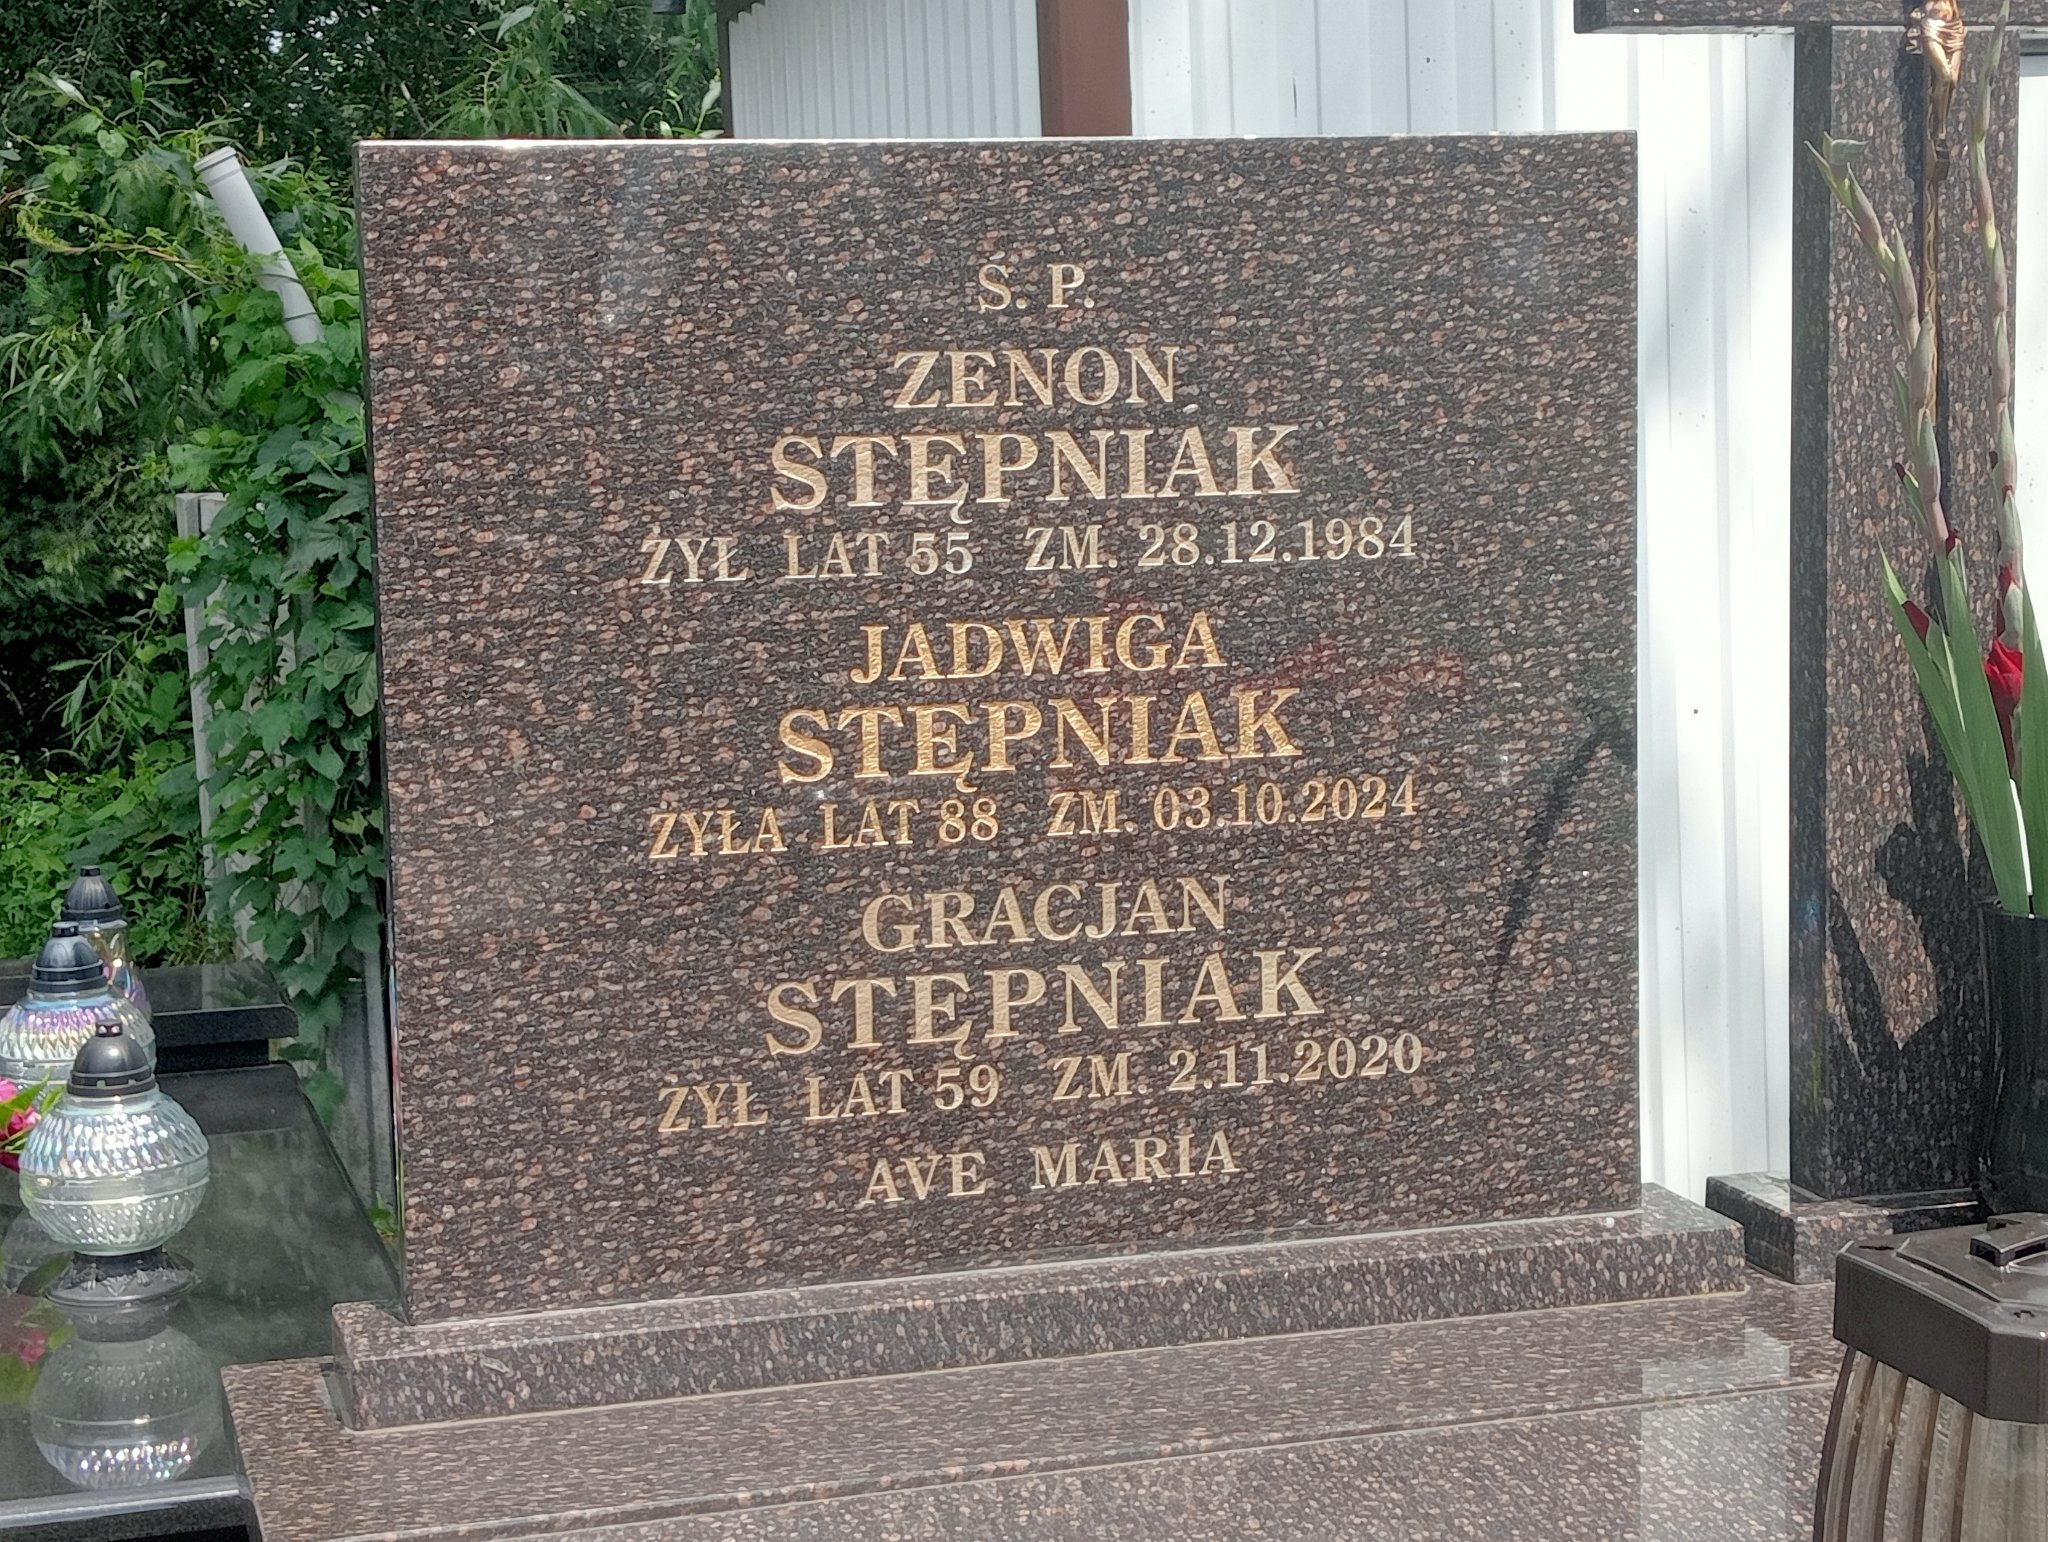 Ś. P.
ZENON
STĘPNIAK
ŻYŁ LAT 55 ZM. 28.12.1984
JADWIGA
STĘPNIAK
ŻYŁA LAT 88 ZM. 03.10.2024
GRACJAN
STĘPNIAK
ŻYŁ LAT 59 ZM. 2.11.2020
AVE MARIA